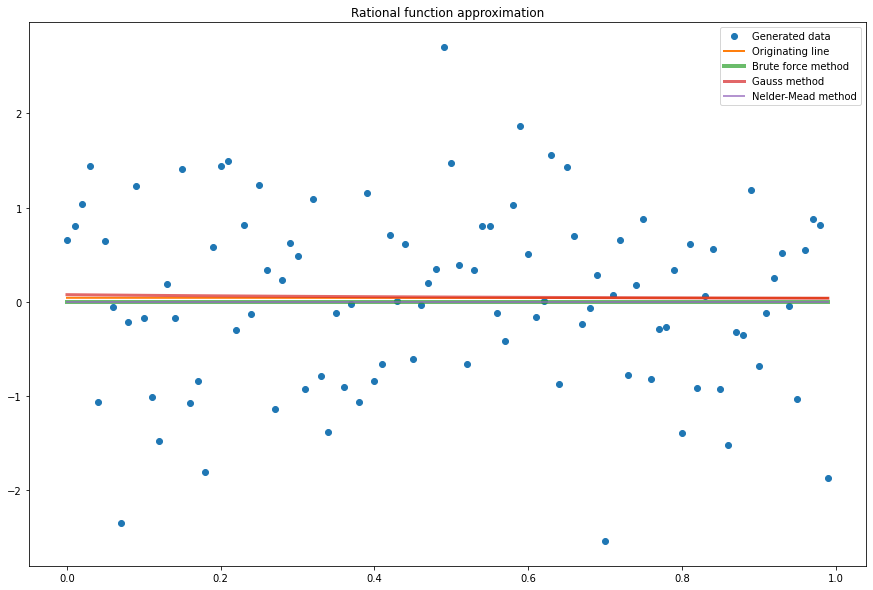 Rational function approximation
Generated data
Originating line
Brute force method
Gauss method
Nelder-Mead method
2
1
0
−1
−2
0.0 0.2 0.4 0.6 0.8 1.0